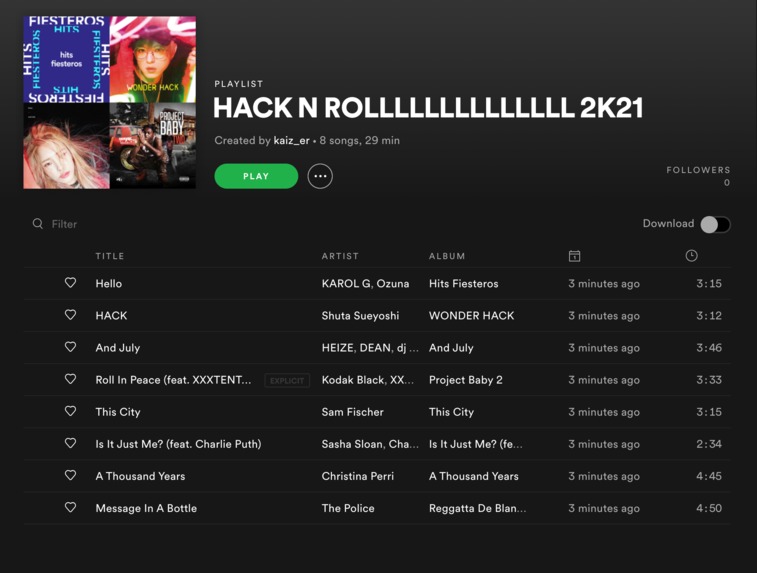 FIESTEROS
HITS
FIESTEROS
HITS
hits
fiesteros
FIESTEROS
HITS
HITS
FIESTEROS
WONDER HACK
PROJECT
BABY
PLAYLIST
HACK N ROLLLLLLLLLLLLLL 2K21
Created by kaiz_er • 8 songs, 29 min
PLAY
FOLLOWERS
0
Filter
Download
TITLE ARTIST ALBUM
Hello KAROL G, Ozuna Hits Fiesteros 3 minutes ago 3:15
HACK Shuta Sueyoshi WONDER HACK 3 minutes ago 3:12
And July HEIZE, DEAN, dj ... And July 3 minutes ago 3:46
Roll In Peace (feat. XXXTENT... EXPLICIT Kodak Black, XX... Project Baby 2 3 minutes ago 3:33
This City Sam Fischer This City 3 minutes ago 3:15
Is It Just Me? (feat. Charlie Puth) Sasha Sloan, Cha... Is It Just Me? (fe... 3 minutes ago 2:34
A Thousand Years Christina Perri A Thousand Years 3 minutes ago 4:45
Message In A Bottle The Police Reggatta De Blan... 3 minutes ago 4:50